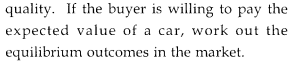 quality. If the buyer is willing to pay the
expected value of a car, work out the
equilibrium outcomes in the market.